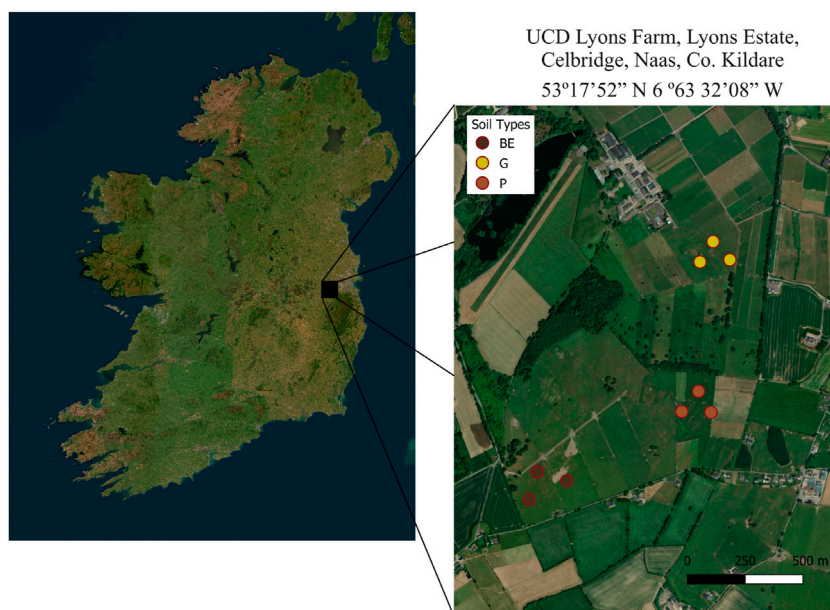 UCD Lyons Farm, Lyons Estate,
Celbridge, Naas, Co. Kildare
53º17’52” N 6 º63 32’08” W
Soil Types
BE
G
P
0 250 500 m